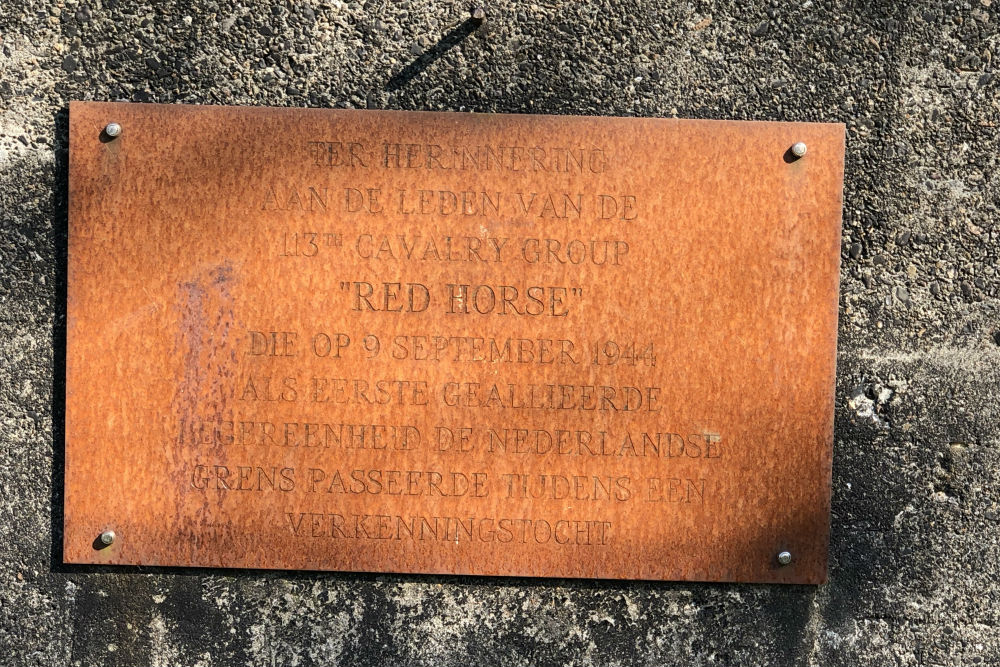 TER HERINNERING
AAN DE LEDEN VAN DE
113TH CAVALRY GROUP
"RED HORSE"
DIE OP 9 SEPTEMBER 1944
ALS EERSTE GEALLIEERDE
LEGEREENHEID DE NEDERLANDSE
GRENS PASSEERDE TIJDENS EEN
VERKENNINGSTOCHT